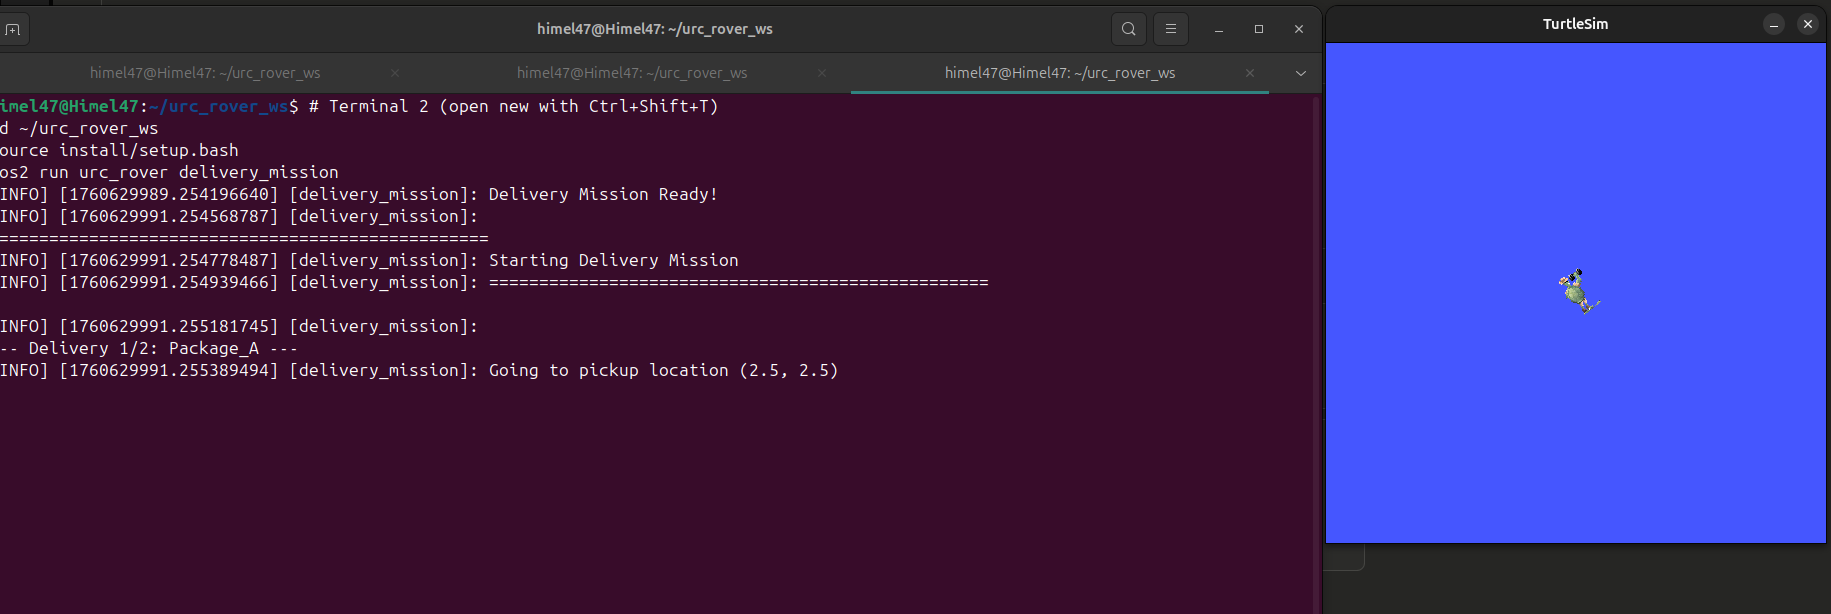 himel47@Himel47: ~/urc_rover_ws
TurtleSim
himel47@Himel47: ~/urc_rover_ws
himel47@Himel47: ~/urc_rover_ws
himel47@Himel47: ~/urc_rover_ws
imel47@Himel47:~/urc_rover_ws$ # Terminal 2 (open new with Ctrl+Shift+T)
d ~/urc_rover_ws
ource install/setup.bash
os2 run urc_rover delivery_mission
INFO] [1760629989.254196640] [delivery_mission]: Delivery Mission Ready!
INFO] [1760629991.254568787] [delivery_mission]:
=================================================
INFO] [1760629991.254778487] [delivery_mission]: Starting Delivery Mission
INFO] [1760629991.254939466] [delivery_mission]: ==================================================
INFO] [1760629991.255181745] [delivery_mission]:
-- Delivery 1/2: Package_A ---
INFO] [1760629991.255389494] [delivery_mission]: Going to pickup location (2.5, 2.5)